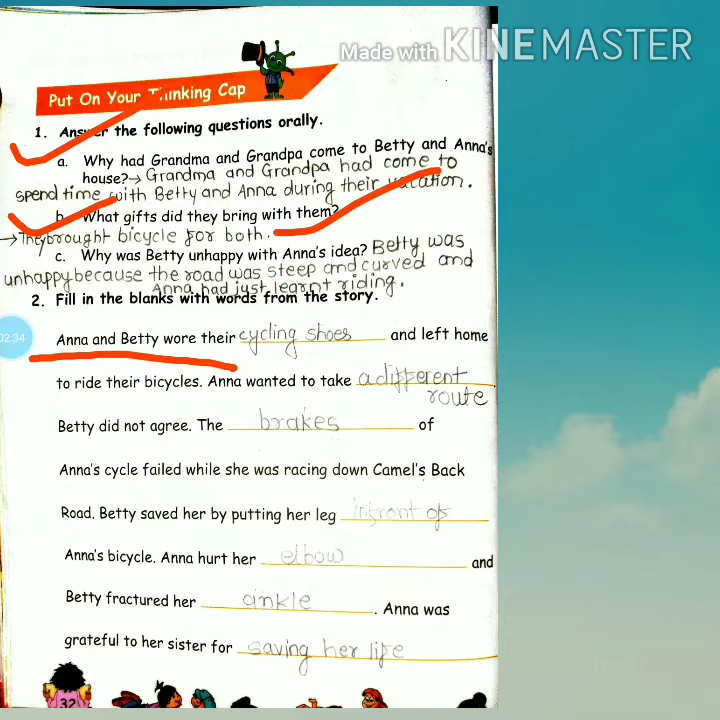 Made with KINEMASTER
Put On Your Thinking Cap
1. Answer the following questions orally.
a. Why had Grandma and Grandpa come to Betty and Anna's
house? → Grandma and Grandpa had come to
spend time with Betty and Anna during their vacation.
b. What gifts did they bring with them?
→ They brought bicycle for both.
c. Why was Betty unhappy with Anna's idea? Betty was
unhappy because the road was steep and curved and
Anna had just learnt riding.
2. Fill in the blanks with words from the story.
02:34
Anna and Betty wore their cycling shoes and left home
to ride their bicycles. Anna wanted to take a different
route
Betty did not agree. The brakes of
Anna's cycle failed while she was racing down Camel's Back
Road. Betty saved her by putting her leg infront of
Anna's bicycle. Anna hurt her elbow and
Betty fractured her ankle . Anna was
grateful to her sister for saving her life
32